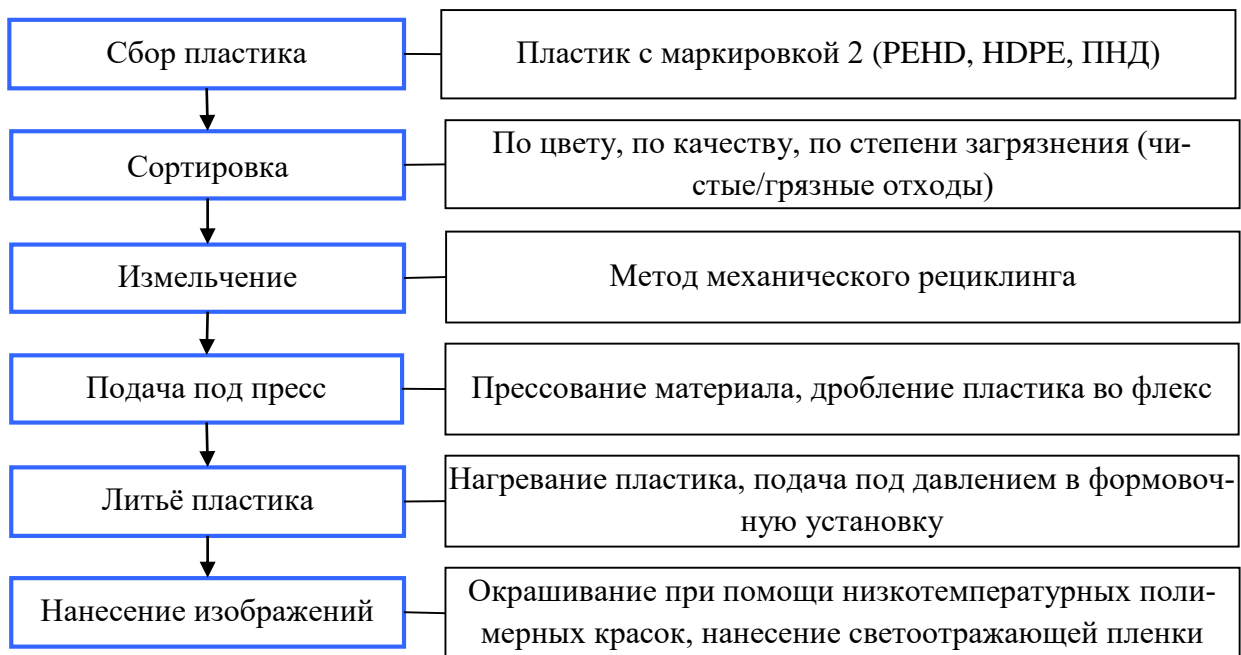 Сбор пластика
Пластик с маркировкой 2 (PEHD, HDPE, ПНД)
Сортировка
По цвету, по качеству, по степени загрязнения (чи-
стые/грязные отходы)
Измельчение
Метод механического рециклинга
Подача под пресс
Прессование материала, дробление пластика во флекс
Литьё пластика
Нагревание пластика, подача под давлением в формовоч-
ную установку
Нанесение изображений
Окрашивание при помощи низкотемпературных поли-
мерных красок, нанесение светоотражающей пленки